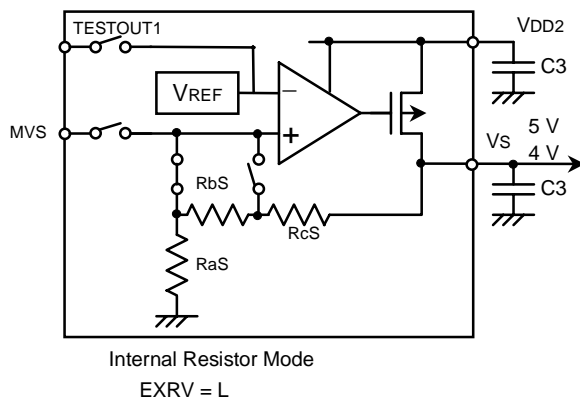 TESTOUT1
VDD2
C3
VREF
−
MVS
+
5 V
VS
4 V
C3
RbS
RcS
RaS
Internal Resistor Mode
EXRV = L